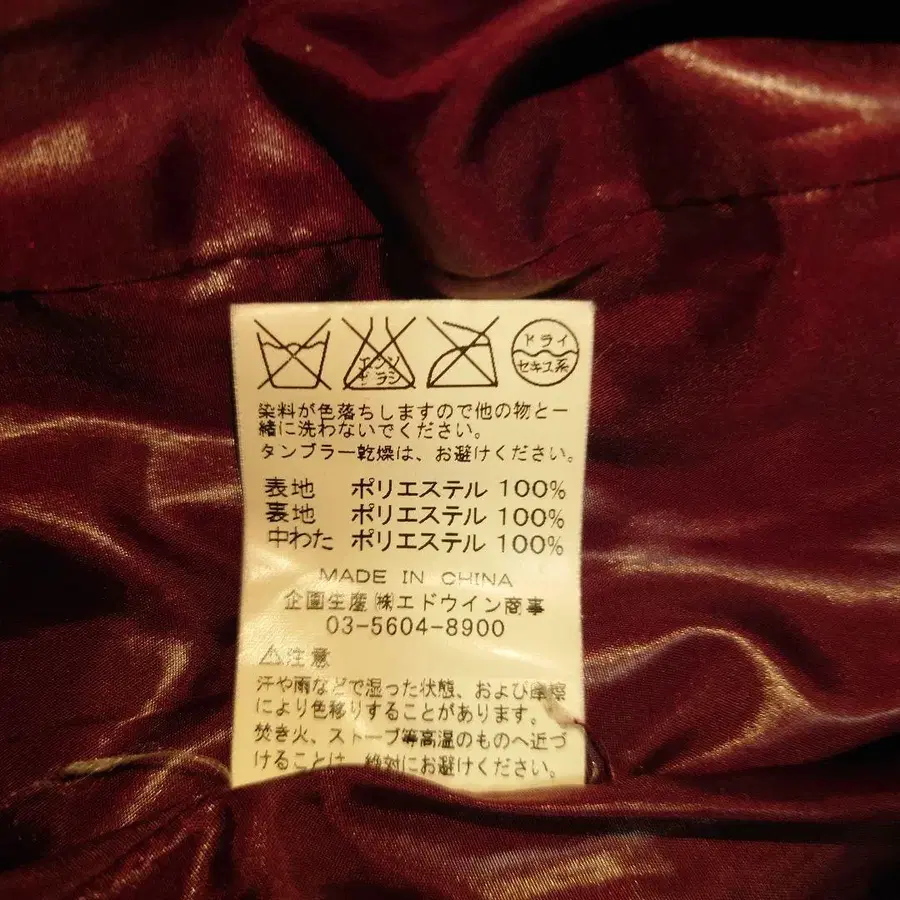 エンソ
サラシ
ドライ
セキユ系
染料が色落ちしますので他の物と一
緒に洗わないでください。
タンブラー乾燥は、お避けください。
表地 ポリエステル 100%
裏地 ポリエステル 100%
中わた ポリエステル 100%
MADE IN CHINA
企画生産㈱エドウイン商事
03-5604-8900
⚠注意
汗や雨などで湿った状態、および摩擦
により色移りすることがあります。
焚き火、ストーブ等高温のものへ近づ
けることは、絶対にお避けください。